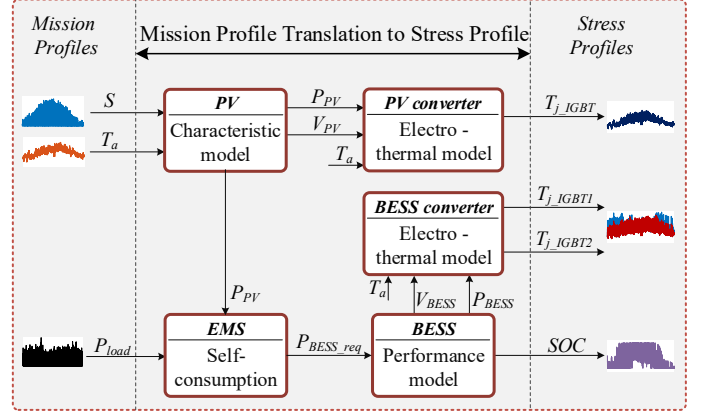 Mission
Profiles
Mission Profile Translation to Stress Profile
Stress
Profiles
S
T_a
PV
Characteristic
model
P_PV
V_PV
T_a
PV converter
Electro -
thermal model
T_j_IGBT
BESS converter
Electro -
thermal model
T_j_IGBT1
T_j_IGBT2
P_PV
T_a
V_BESS
P_BESS
P_load
EMS
Self-
consumption
P_BESS_req
BESS
Performance
model
SOC